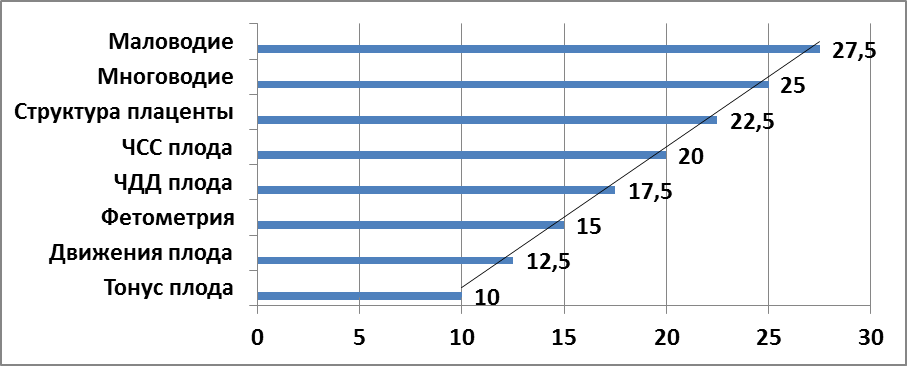 Маловодие 27,5
Многоводие 25
Структура плаценты 22,5
ЧСС плода 20
ЧДД плода 17,5
Фетометрия 15
Движения плода 12,5
Тонус плода 10
0 5 10 15 20 25 30